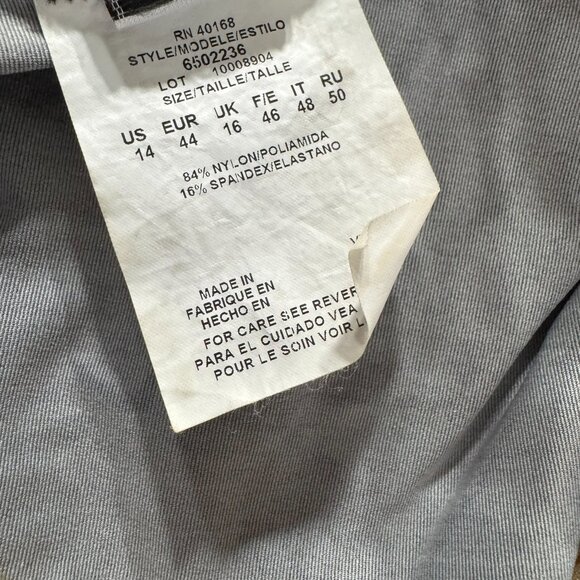 RN 40168
STYLE/MODELE/ESTILO
6502236
LOT 10008904
SIZE/TAILLE/TALLE
US EUR UK F/E IT RU
14 44 16 46 48 50
84% NYLON/POLIAMIDA
16% SPANDEX/ELASTANO
MADE IN
FABRIQUE EN
HECHO EN
FOR CARE SEE REVER
PARA EL CUIDADO VEA
POUR LE SOIN VOIR L